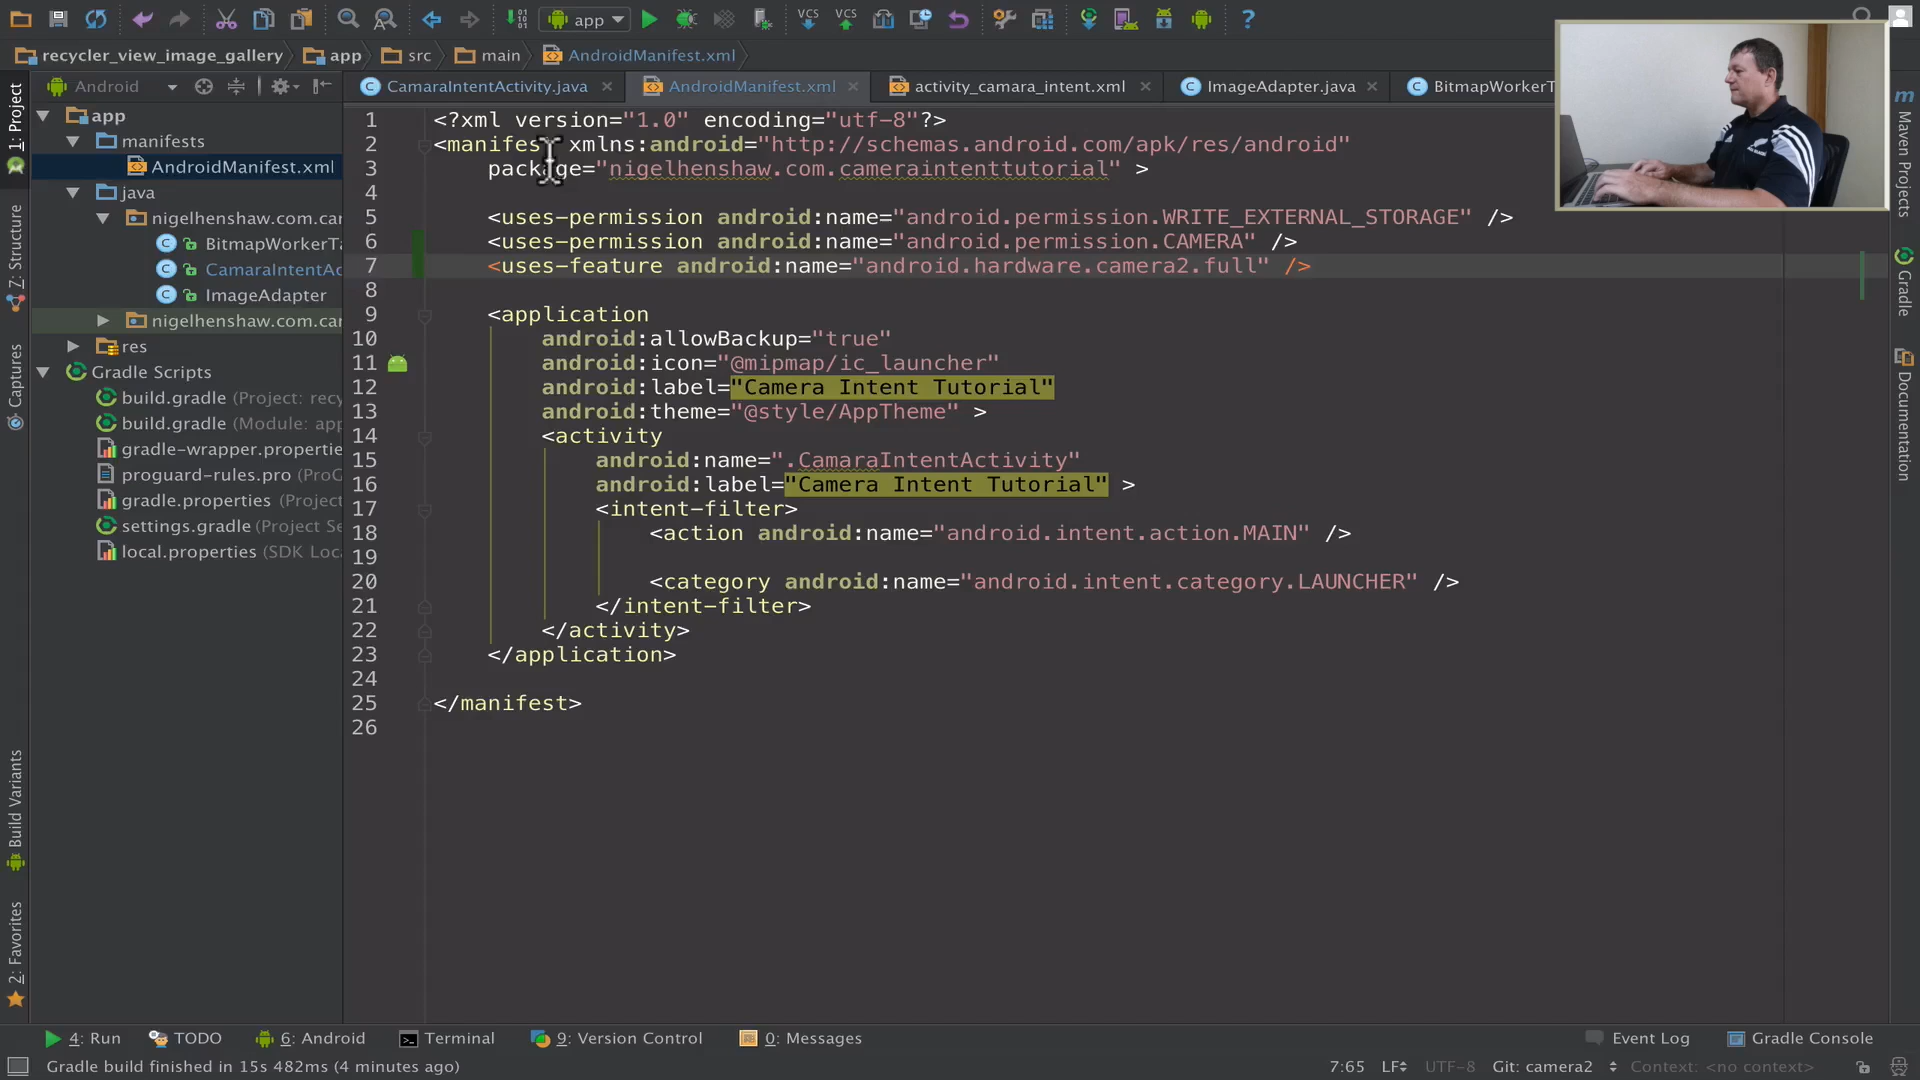 app
recycler_view_image_gallery
app
src
main
AndroidManifest.xml
Android
CamaraIntentActivity.java
AndroidManifest.xml
activity_camara_intent.xml
ImageAdapter.java
BitmapWorkerT
1: Project
Z: Structure
Captures
Build Variants
2: Favorites
app
manifests
AndroidManifest.xml
java
nigelhenshaw.com.car
BitmapWorkerTa
CamaraIntentAc
ImageAdapter
nigelhenshaw.com.car
res
Gradle Scripts
build.gradle (Project: recy
build.gradle (Module: app
gradle-wrapper.propertie
proguard-rules.pro (ProG
gradle.properties (Project
settings.gradle (Project Se
local.properties (SDK Loc
1 <?xml version="1.0" encoding="utf-8"?>
2 <manifest xmlns:android="http://schemas.android.com/apk/res/android"
3 package="nigelhenshaw.com.cameraintenttutorial" >
4
5 <uses-permission android:name="android.permission.WRITE_EXTERNAL_STORAGE" />
6 <uses-permission android:name="android.permission.CAMERA" />
7 <uses-feature android:name="android.hardware.camera2.full" />
8
9 <application
10 android:allowBackup="true"
11 android:icon="@mipmap/ic_launcher"
12 android:label="Camera Intent Tutorial"
13 android:theme="@style/AppTheme" >
14 <activity
15 android:name=".CamaraIntentActivity"
16 android:label="Camera Intent Tutorial" >
17 <intent-filter>
18 <action android:name="android.intent.action.MAIN" />
19
20 <category android:name="android.intent.category.LAUNCHER" />
21 </intent-filter>
22 </activity>
23 </application>
24
25 </manifest>
26
Maven Projects
Gradle
Documentation
4: Run
TODO
6: Android
Terminal
9: Version Control
0: Messages
Event Log
Gradle Console
Gradle build finished in 15s 482ms (4 minutes ago)
7:65
LF
UTF-8
Git: camera2
Context: <no context>